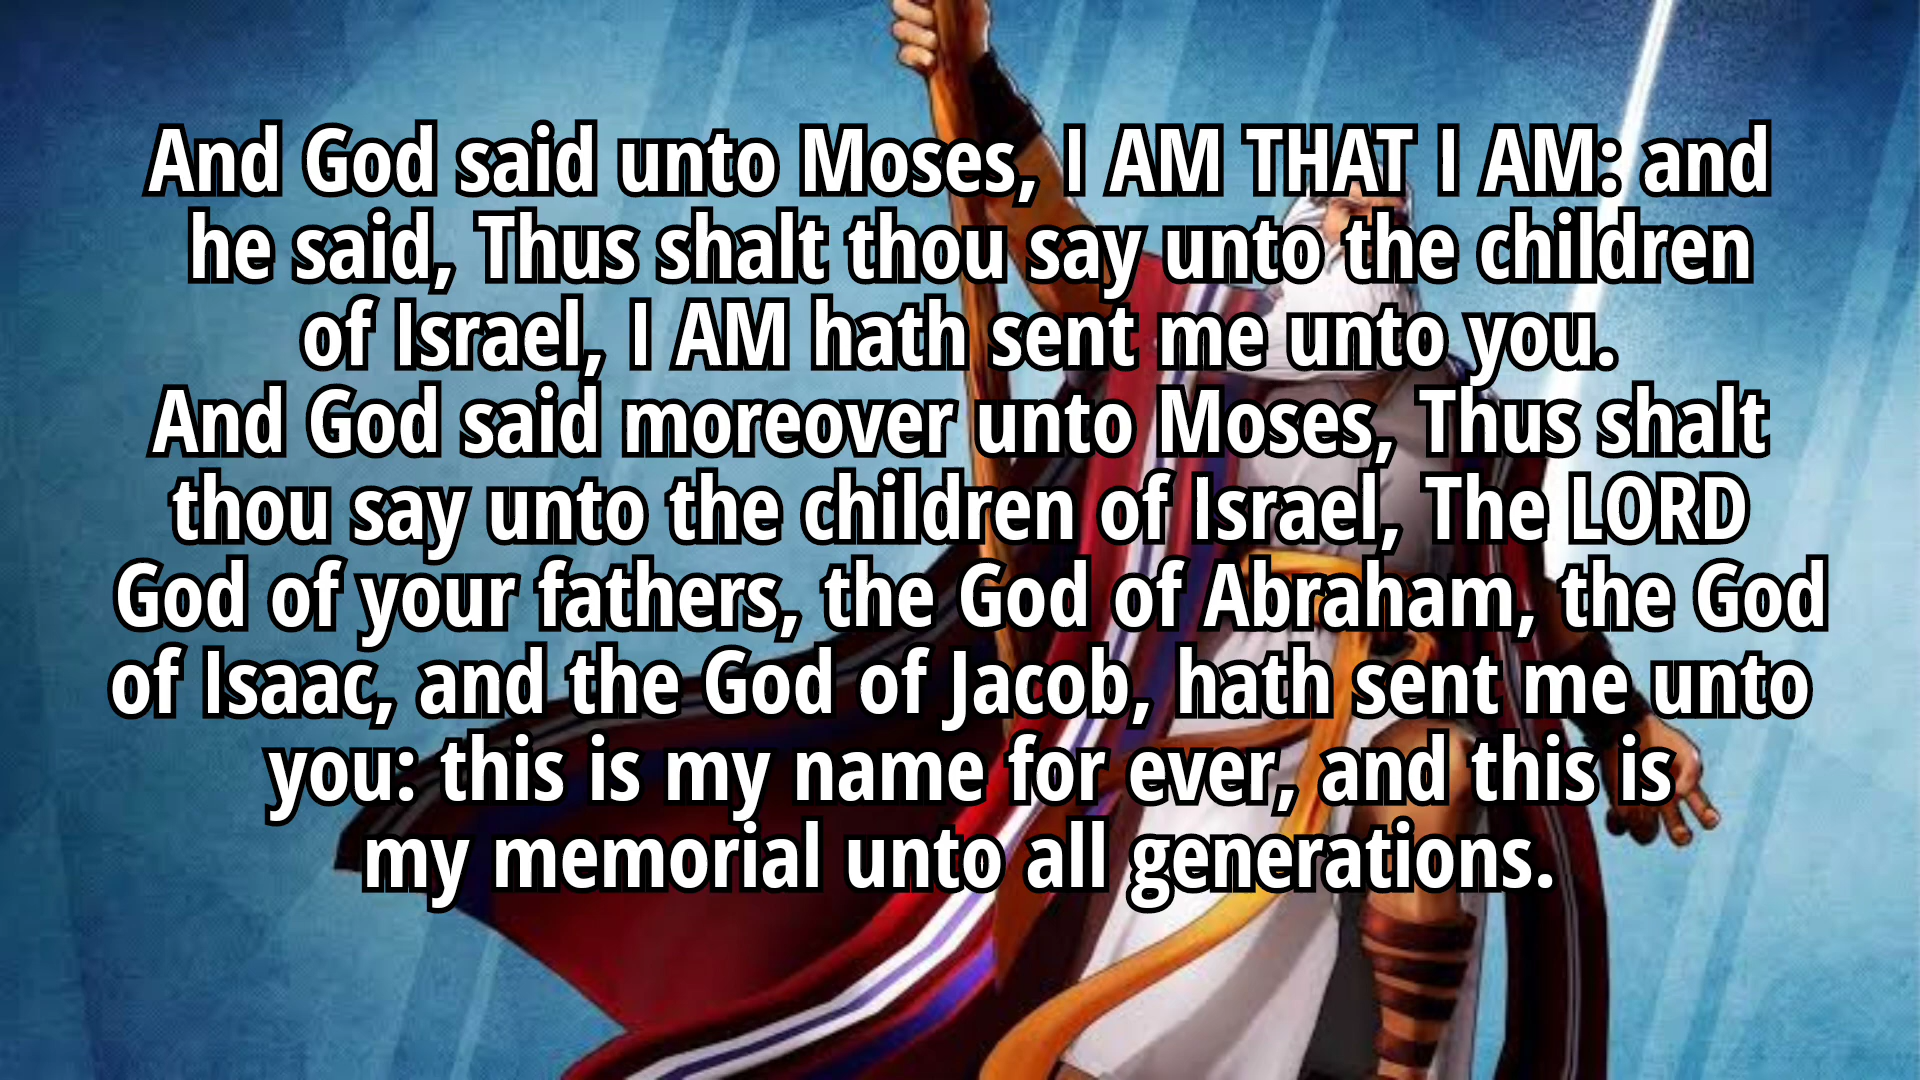 And God said unto Moses, I AM THAT I AM: and
he said, Thus shalt thou say unto the children
of Israel, I AM hath sent me unto you.
And God said moreover unto Moses, Thus shalt
thou say unto the children of Israel, The LORD
God of your fathers, the God of Abraham, the God
of Isaac, and the God of Jacob, hath sent me unto
you: this is my name for ever, and this is
my memorial unto all generations.